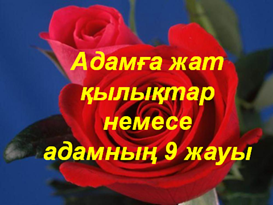 Адамға жат
қылықтар
немесе
адамның 9 жауы